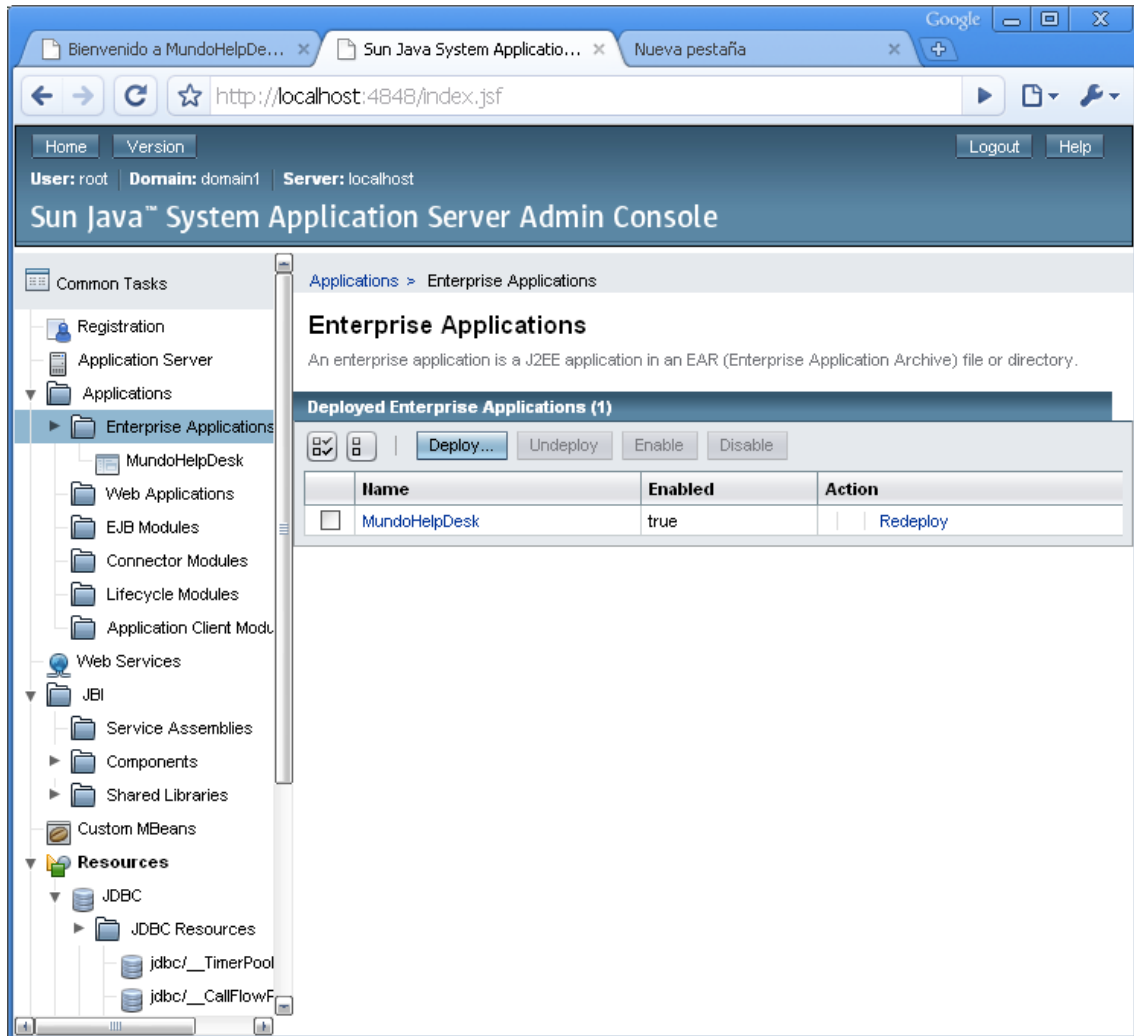 Google
Bienvenido a MundoHelpDe...
Sun Java System Applicatio...
Nueva pestaña
http://localhost:4848/index.jsf
Home Version Logout Help
User: root Domain: domain1 Server: localhost
Sun Java™ System Application Server Admin Console
Common Tasks
Registration
Application Server
Applications
Enterprise Applications
MundoHelpDesk
Web Applications
EJB Modules
Connector Modules
Lifecycle Modules
Application Client Modu
Web Services
JBI
Service Assemblies
Components
Shared Libraries
Custom MBeans
Resources
JDBC
JDBC Resources
jdbc/__TimerPool
jdbc/__CallFlowF
Applications > Enterprise Applications
Enterprise Applications
An enterprise application is a J2EE application in an EAR (Enterprise Application Archive) file or directory.
Deployed Enterprise Applications (1)
Deploy... Undeploy Enable Disable
Name Enabled Action
MundoHelpDesk true Redeploy